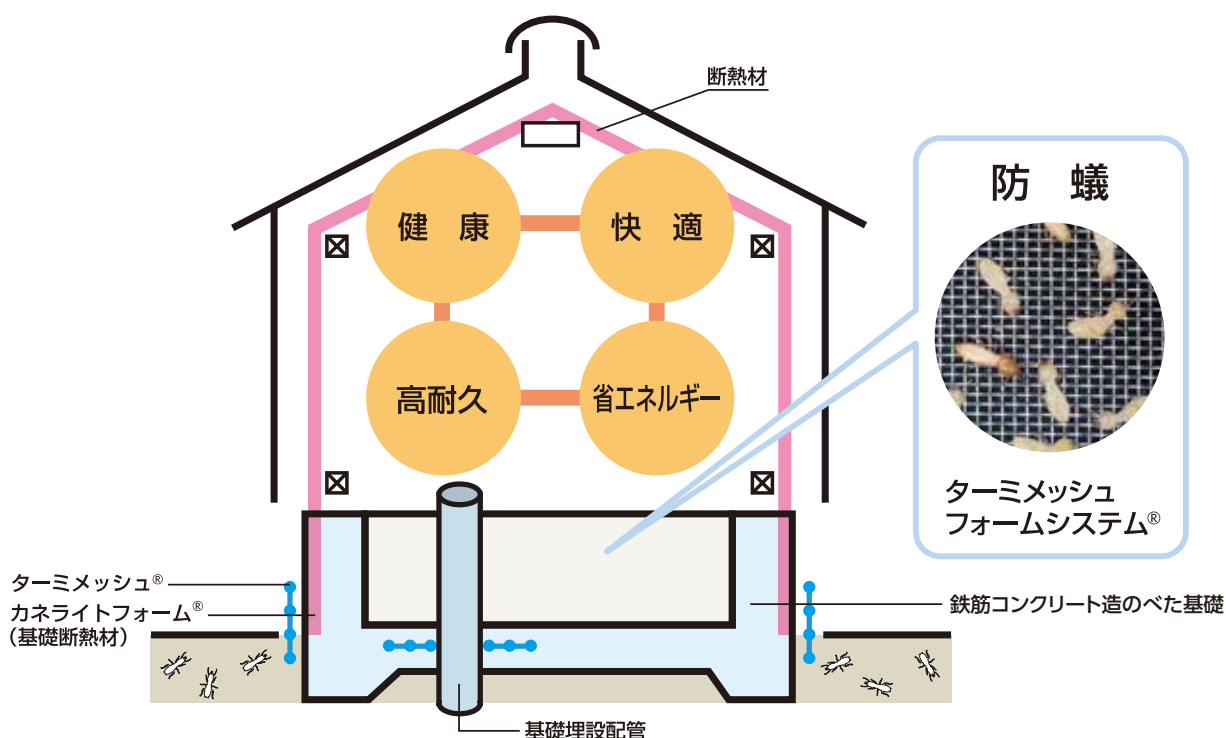 断熱材
防 蟻
健 康
快 適
高耐久
省エネルギー
ターミメッシュ
フォームシステム®
ターミメッシュ®
カネライトフォーム®
（基礎断熱材）
鉄筋コンクリート造のべた基礎
基礎埋設配管